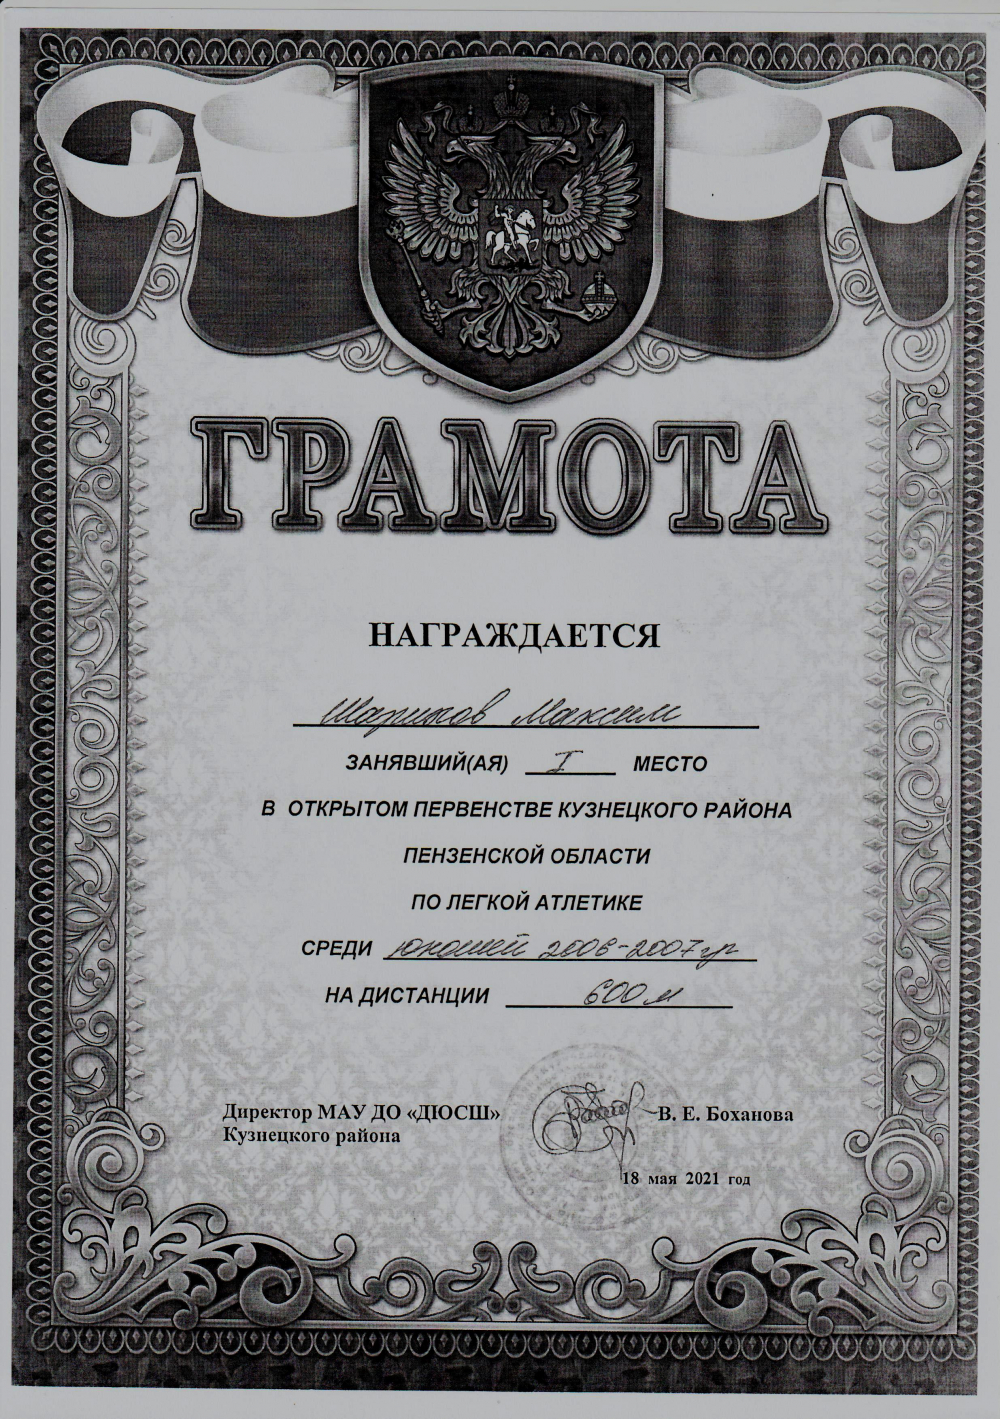 ГРАМОТА
НАГРАЖДАЕТСЯ
Шарипов Максим
ЗАНЯВШИЙ(АЯ) I МЕСТО
В ОТКРЫТОМ ПЕРВЕНСТВЕ КУЗНЕЦКОГО РАЙОНА
ПЕНЗЕНСКОЙ ОБЛАСТИ
ПО ЛЕГКОЙ АТЛЕТИКЕ
СРЕДИ юношей 2006-2007гр
НА ДИСТАНЦИИ 600 м
Директор МАУ ДО «ДЮСШ» В. Е. Боханова
Кузнецкого района
18 мая 2021 год